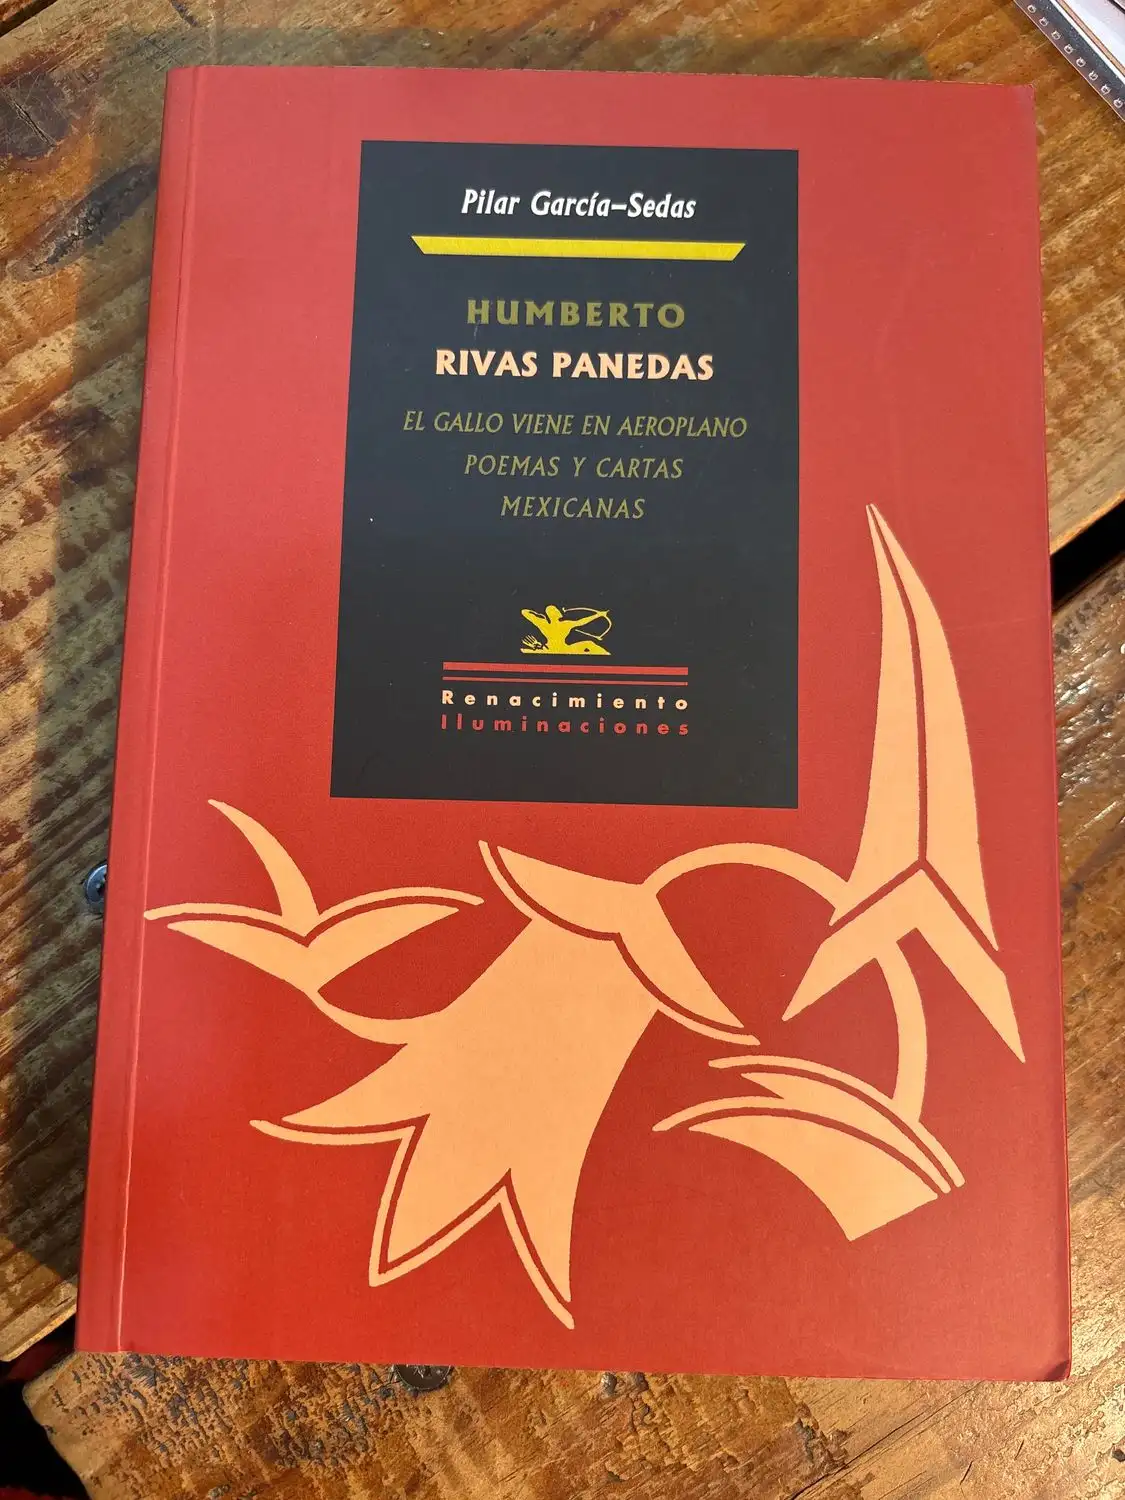 Pilar García–Sedas
HUMBERTO
RIVAS PANEDAS
EL GALLO VIENE EN AEROPLANO
POEMAS Y CARTAS
MEXICANAS
Renacimiento
Iluminaciones